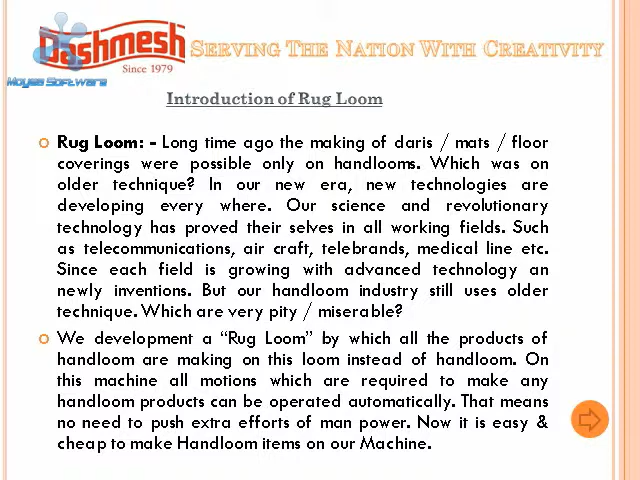 Dashmesh
Since 1979
Moyea Software
SERVING THE NATION WITH CREATIVITY
Introduction of Rug Loom
Rug Loom: - Long time ago the making of daris / mats / floor
coverings were possible only on handlooms. Which was on
older technique? In our new era, new technologies are
developing every where. Our science and revolutionary
technology has proved their selves in all working fields. Such
as telecommunications, air craft, telebrands, medical line etc.
Since each field is growing with advanced technology an
newly inventions. But our handloom industry still uses older
technique. Which are very pity / miserable?
We development a “Rug Loom” by which all the products of
handloom are making on this loom instead of handloom. On
this machine all motions which are required to make any
handloom products can be operated automatically. That means
no need to push extra efforts of man power. Now it is easy &
cheap to make Handloom items on our Machine.